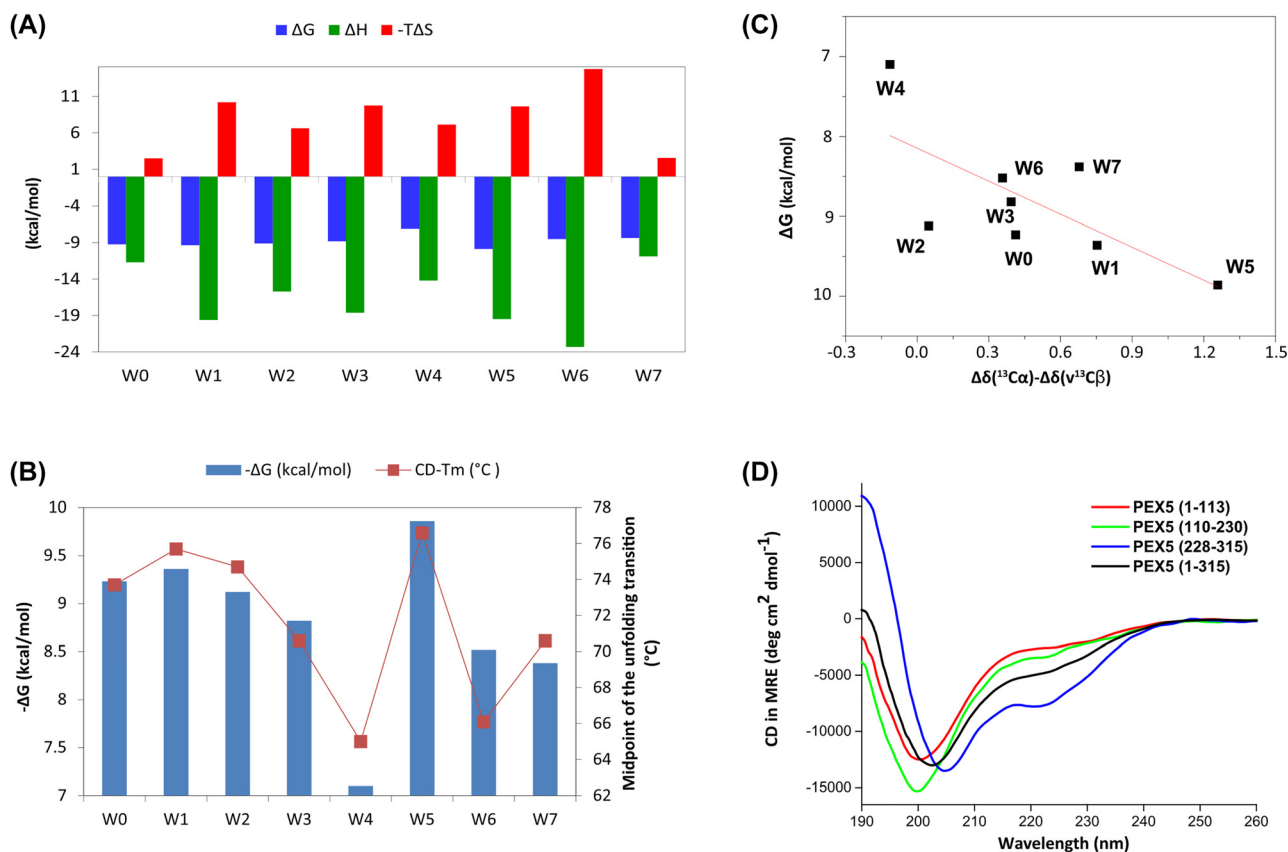 (A)
ΔG ΔH -TΔS
(kcal/mol)
11
6
1
-4
-9
-14
-19
-24
W0 W1 W2 W3 W4 W5 W6 W7
(C)
ΔG (kcal/mol)
7
8
9
10
W4
W6
W7
W3
W2
W0
W1
W5
-0.3 0.0 0.3 0.6 0.9 1.2 1.5
Δδ(¹³Cα)-Δδ(v¹³Cβ)
(B)
-ΔG (kcal/mol) CD-Tm (°C )
-ΔG (kcal/mol)
10
9.5
9
8.5
8
7.5
7
78
76
74
72
70
68
66
64
62
Midpoint of the unfolding transition
(°C)
W0 W1 W2 W3 W4 W5 W6 W7
(D)
CD in MRE (deg cm² dmol⁻¹)
10000
5000
0
-5000
-10000
-15000
PEX5 (1-113)
PEX5 (110-230)
PEX5 (228-315)
PEX5 (1-315)
190 200 210 220 230 240 250 260
Wavelength (nm)